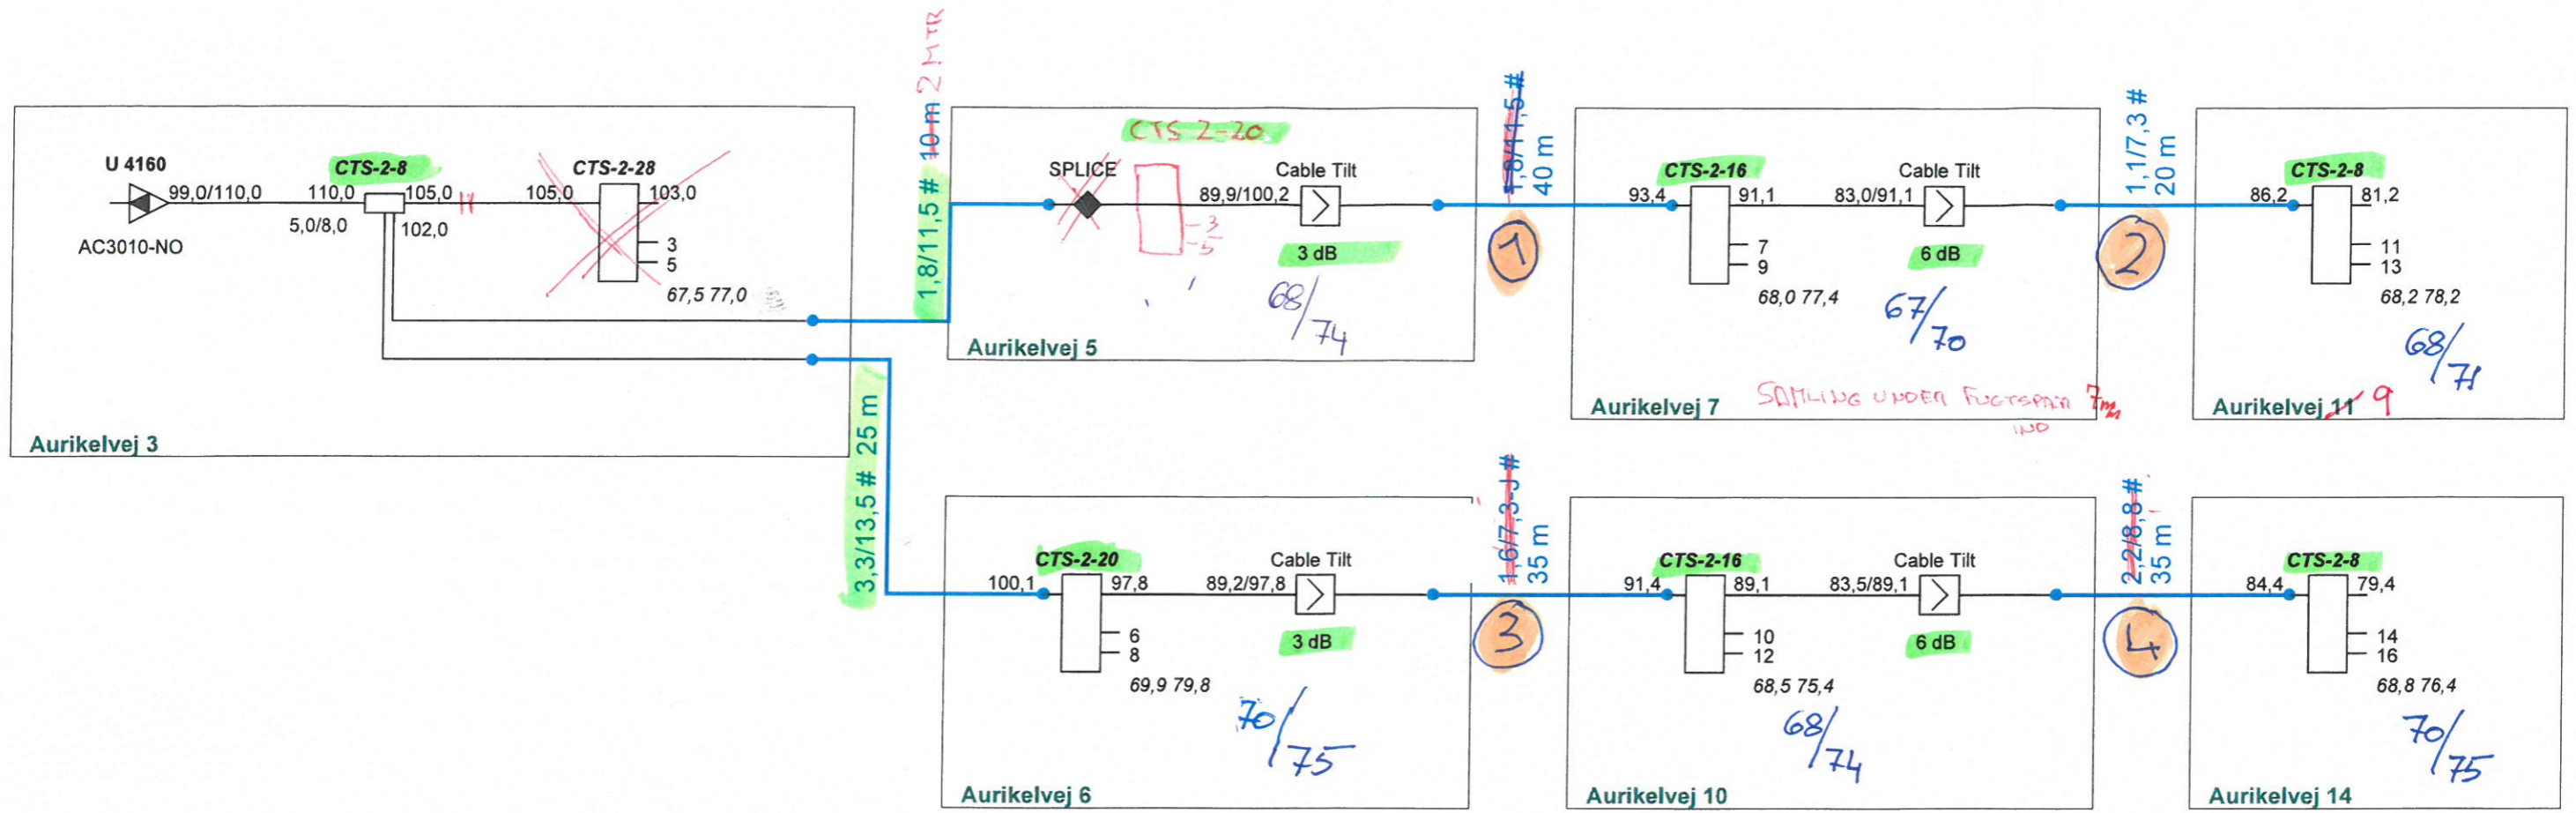 U 4160
99,0/110,0
AC3010-NO
CTS-2-8
110,0
105,0
5,0/8,0
102,0
CTS-2-28
105,0
103,0
3
5
67,5 77,0
Aurikelvej 3
1,8/11,5 # 10 m 2 MTR
3,3/13,5 # 25 m
CTS 2-20
SPLICE
3
5
89,9/100,2
Cable Tilt
3 dB
68/74
Aurikelvej 5
1,8/11,5 #
40 m
1
CTS-2-16
93,4
91,1
7
9
68,0 77,4
83,0/91,1
Cable Tilt
6 dB
67/70
Aurikelvej 7
SAMLING UNDER
7m
IND
1,1/7,3 #
20 m
2
CTS-2-8
86,2
81,2
11
13
68,2 78,2
68/71
Aurikelvej 11 9
CTS-2-20
100,1
97,8
6
8
69,9 79,8
89,2/97,8
Cable Tilt
3 dB
70/75
Aurikelvej 6
1,6/7,3-J #
35 m
3
CTS-2-16
91,4
89,1
10
12
68,5 75,4
83,5/89,1
Cable Tilt
6 dB
68/74
Aurikelvej 10
2,2/8,8 #
35 m
4
CTS-2-8
84,4
79,4
14
16
68,8 76,4
70/75
Aurikelvej 14